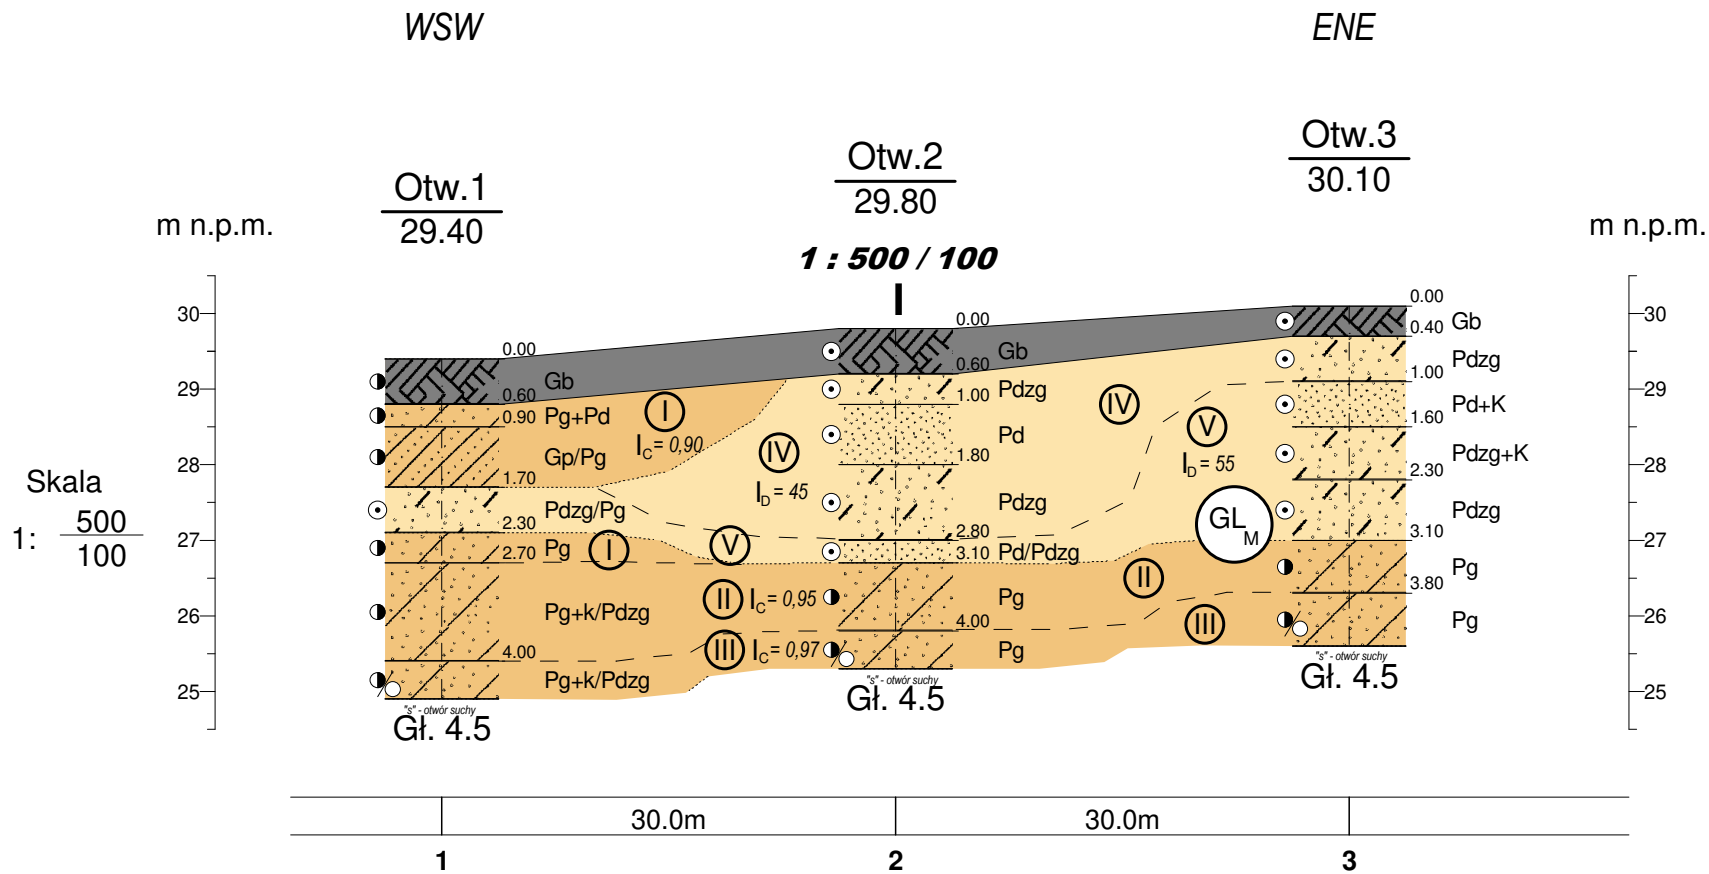 WSW
ENE
Otw.1
29.40
Otw.2
29.80
Otw.3
30.10
m n.p.m.
m n.p.m.
1 : 500 / 100
30
29
28
27
26
25
Skala
1: 500
100
0.00
Gb
0.60
0.90 Pg+Pd
Gp/Pg
1.70
Pdzg/Pg
2.30
Pg
2.70
Pg+k/Pdzg
4.00
Pg+k/Pdzg
"s" - otwór suchy
Gł. 4.5
I
IC= 0,90
IV
ID= 45
I
V
II IC= 0,95
III IC= 0,97
0.00
Gb
0.60
Pdzg
1.00
Pd
1.80
Pdzg
2.80
3.10 Pd/Pdzg
Pg
4.00
Pg
"s" - otwór suchy
Gł. 4.5
IV
V
ID= 55
GLM
II
III
0.00
Gb
0.40
Pdzg
1.00
Pd+K
1.60
Pdzg+K
2.30
Pdzg
3.10
Pg
3.80
Pg
"s" - otwór suchy
Gł. 4.5
30
29
28
27
26
25
30.0m
30.0m
1
2
3